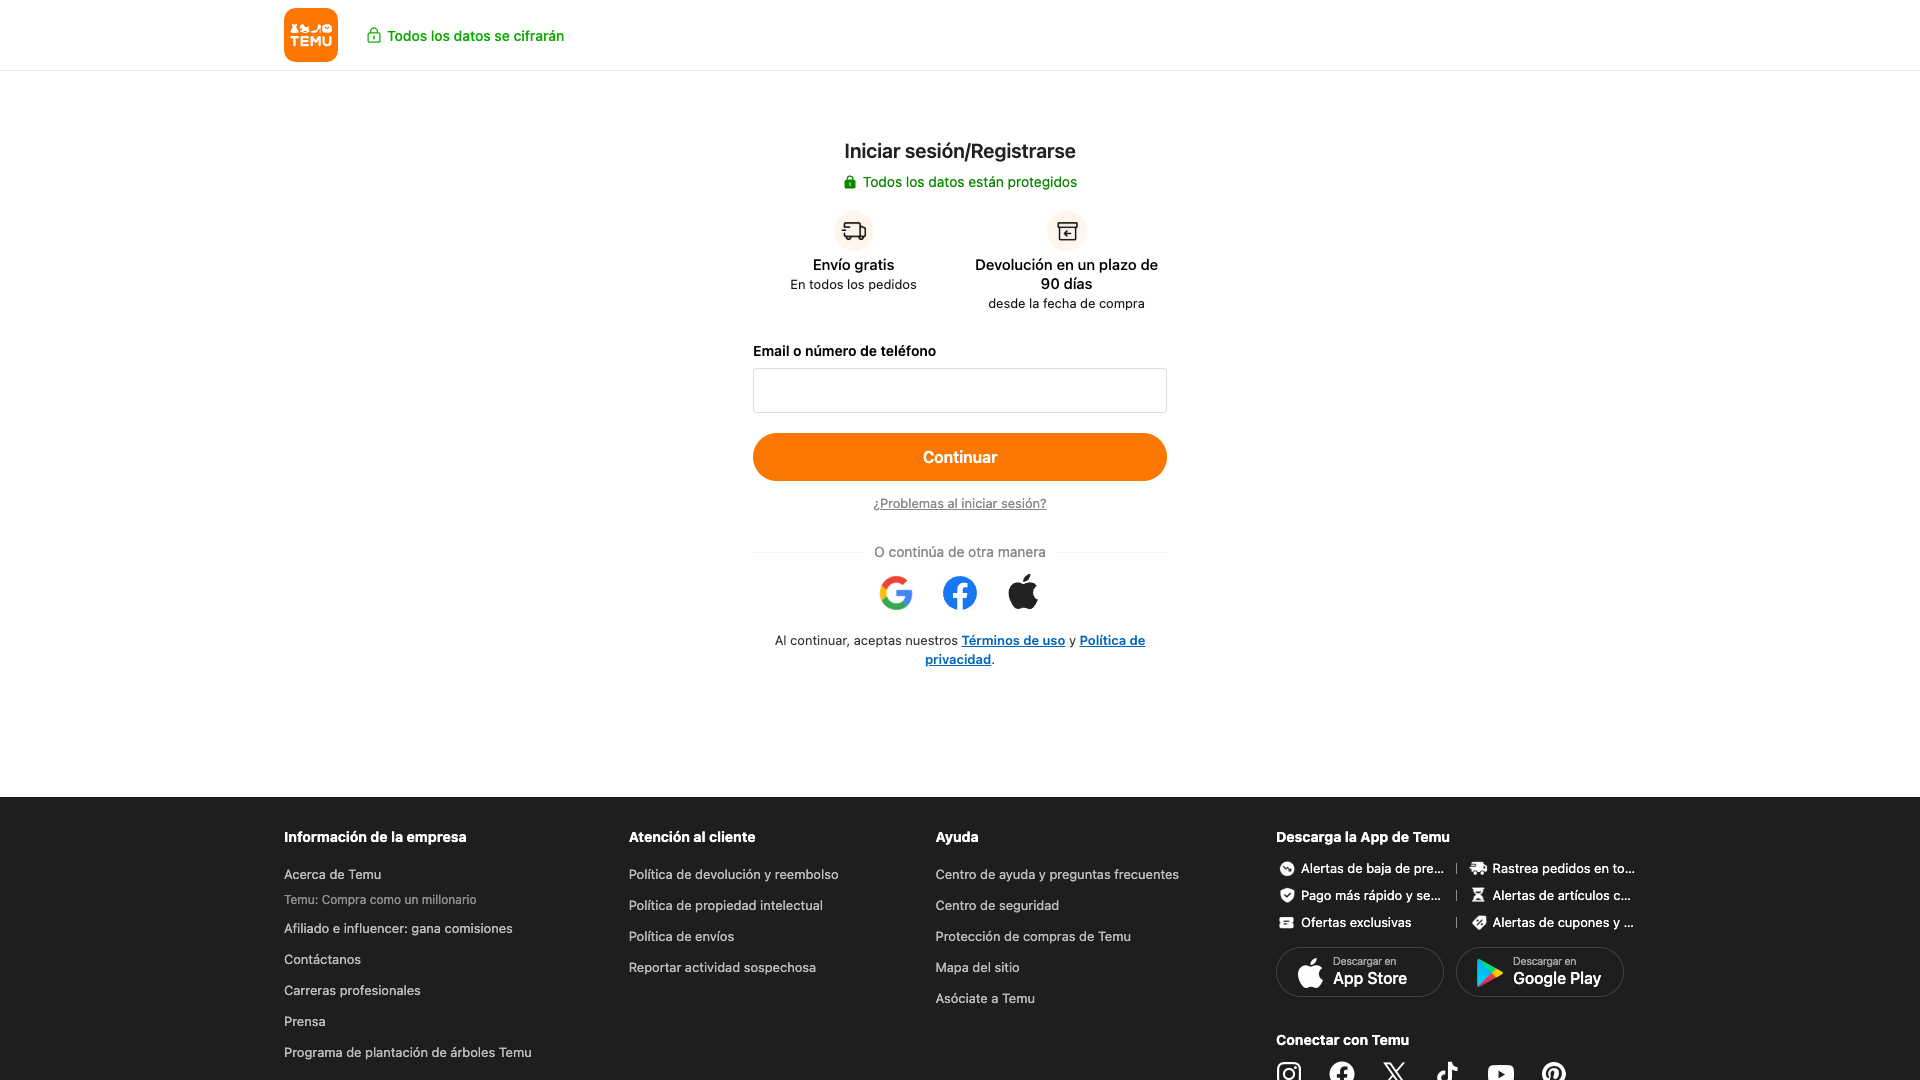 TEMU
Todos los datos se cifrarán
Iniciar sesión/Registrarse
Todos los datos están protegidos
Envío gratis
En todos los pedidos
Devolución en un plazo de
90 días
desde la fecha de compra
Email o número de teléfono
Continuar
¿Problemas al iniciar sesión?
O continúa de otra manera
Al continuar, aceptas nuestros Términos de uso y Política de
privacidad.
Información de la empresa
Acerca de Temu
Temu: Compra como un millonario
Afiliado e influencer: gana comisiones
Contáctanos
Carreras profesionales
Prensa
Programa de plantación de árboles Temu
Atención al cliente
Política de devolución y reembolso
Política de propiedad intelectual
Política de envíos
Reportar actividad sospechosa
Ayuda
Centro de ayuda y preguntas frecuentes
Centro de seguridad
Protección de compras de Temu
Mapa del sitio
Asóciate a Temu
Descarga la App de Temu
Alertas de baja de pre...
Rastrea pedidos en to...
Pago más rápido y se...
Alertas de artículos c...
Ofertas exclusivas
Alertas de cupones y ...
Descargar en
App Store
Descargar en
Google Play
Conectar con Temu